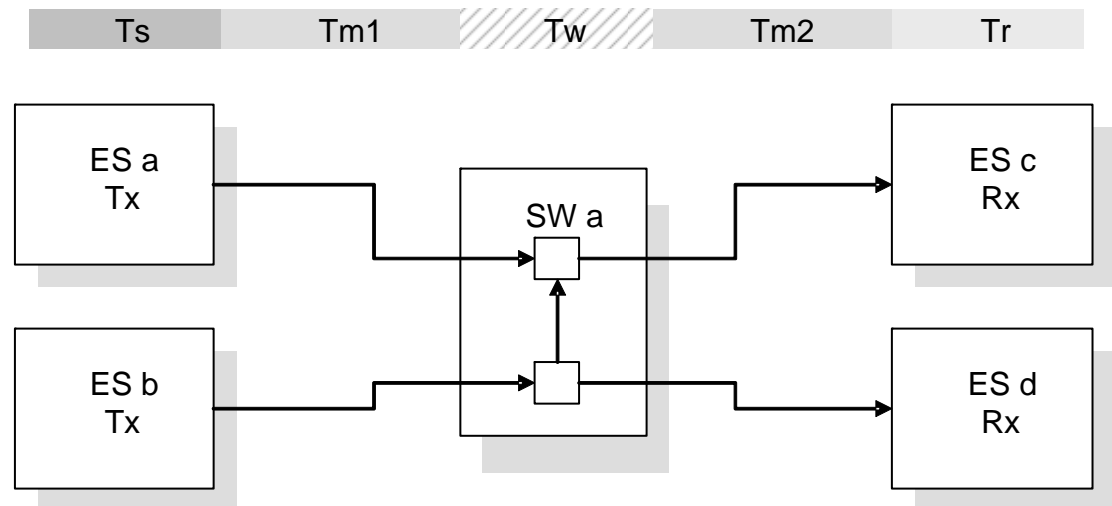 Ts Tm1 Tw Tm2 Tr
ES a
Tx
SW a
ES c
Rx
ES b
Tx
ES d
Rx